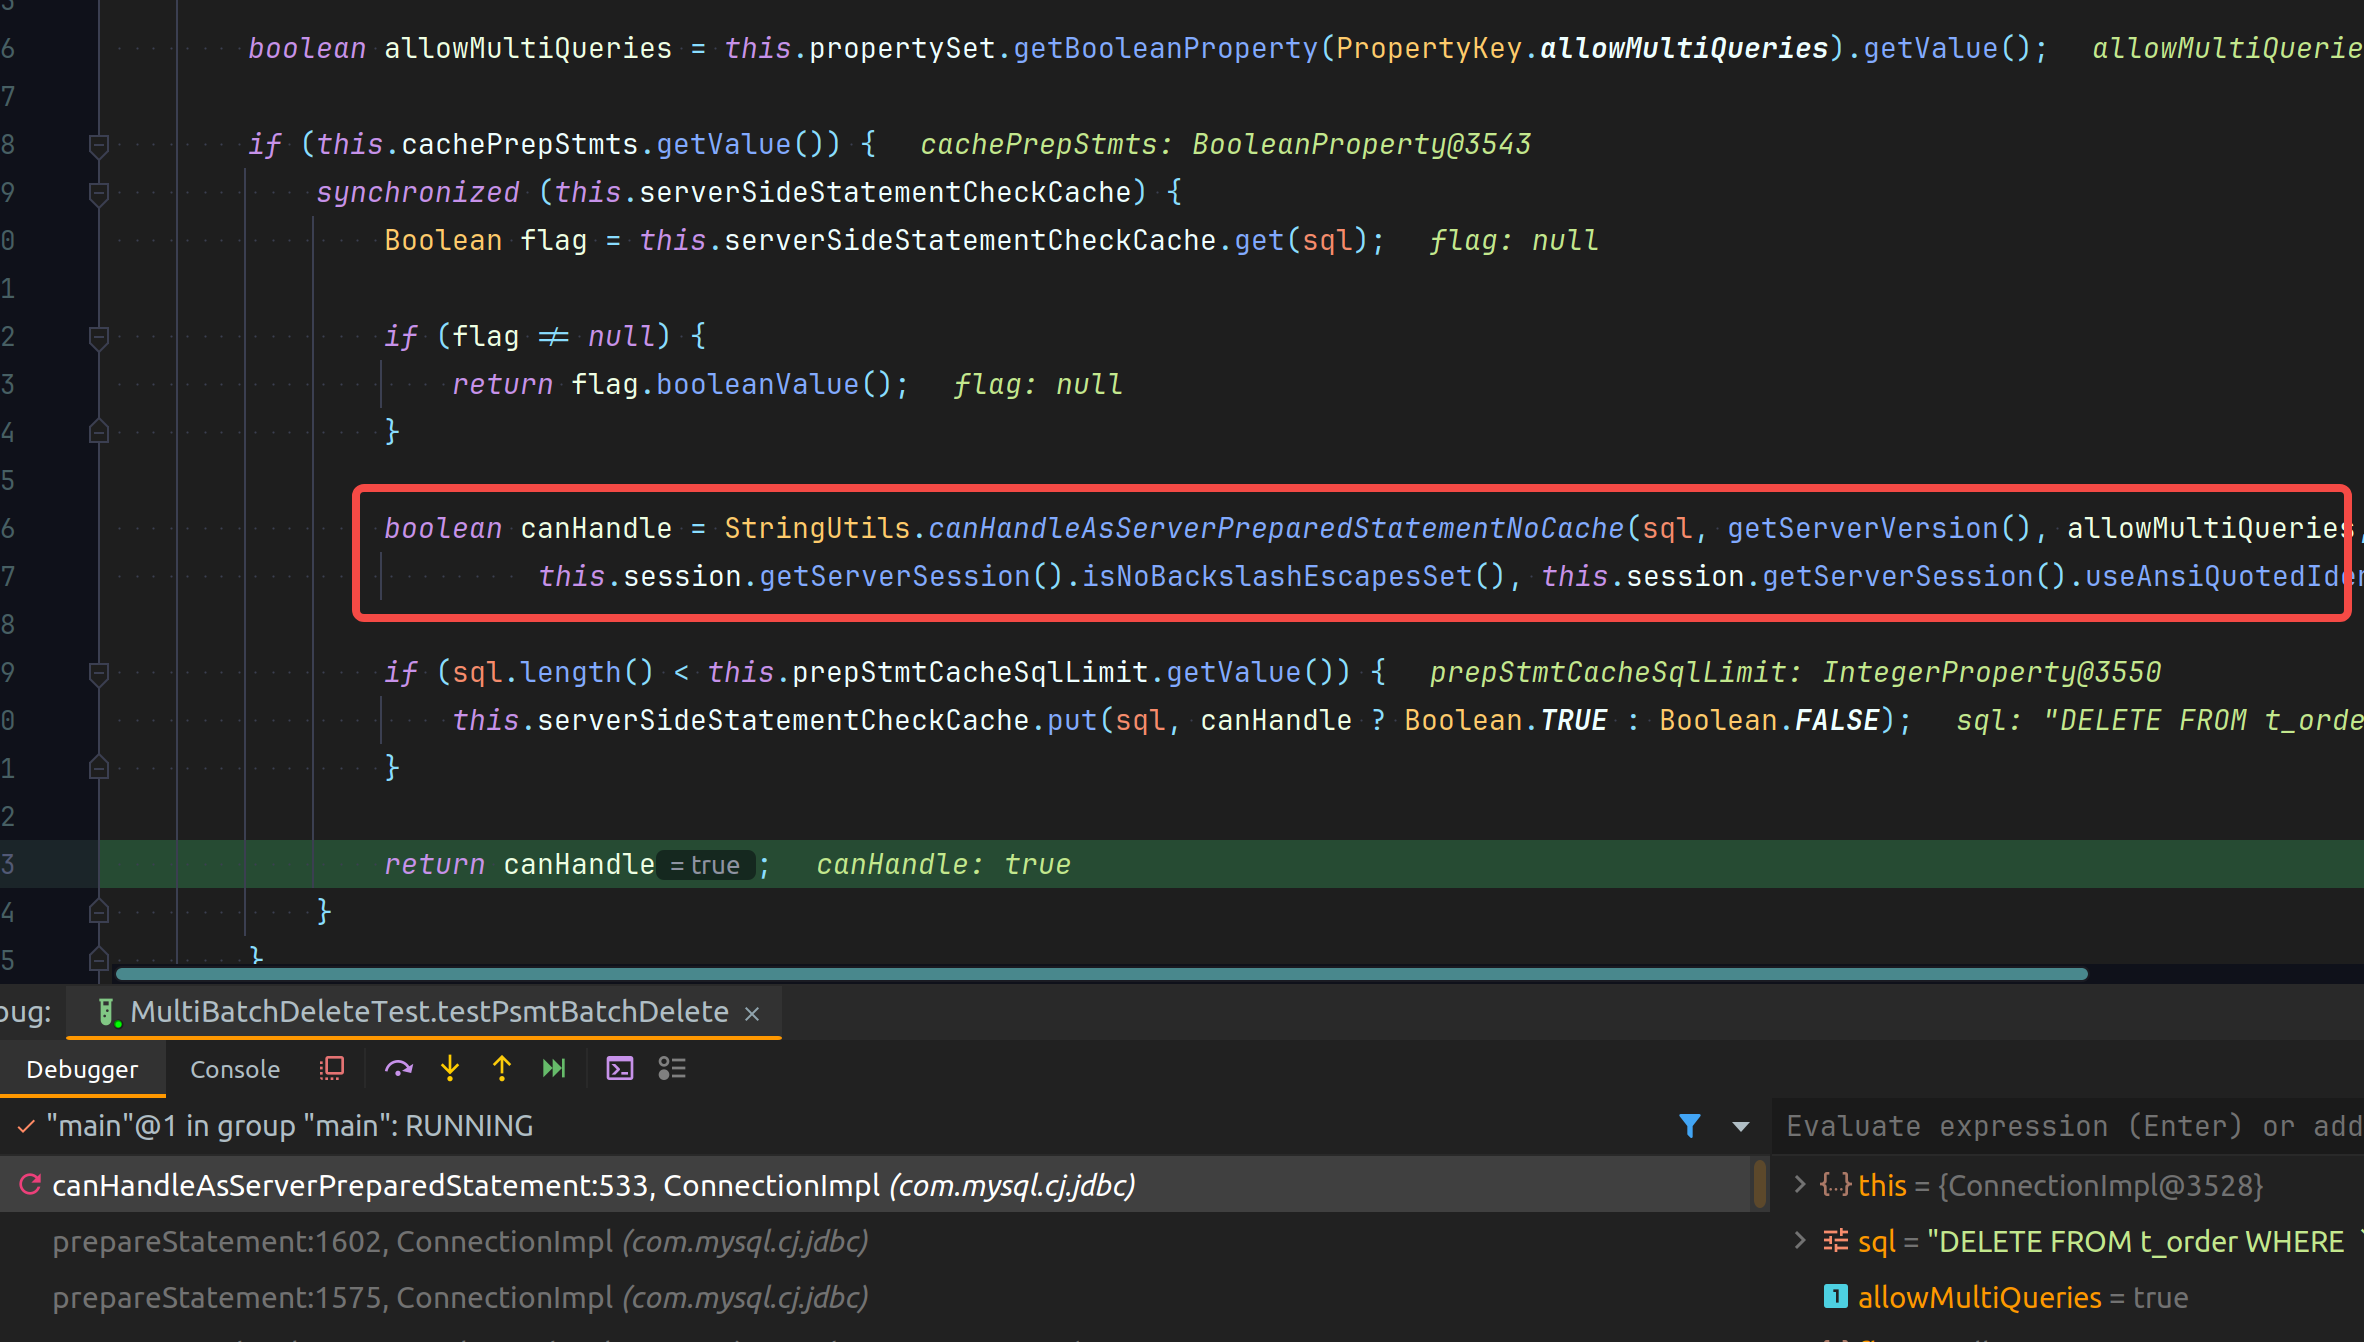 6 boolean allowMultiQueries = this.propertySet.getBooleanProperty(PropertyKey.allowMultiQueries).getValue(); allowMultiQuerie
7
8 if (this.cachePrepStmts.getValue()) { cachePrepStmts: BooleanProperty@3543
9 synchronized (this.serverSideStatementCheckCache) {
0 Boolean flag = this.serverSideStatementCheckCache.get(sql); flag: null
1
2 if (flag ≠ null) {
3 return flag.booleanValue(); flag: null
4 }
5
6 boolean canHandle = StringUtils.canHandleAsServerPreparedStatementNoCache(sql, getServerVersion(), allowMultiQueries,
7 this.session.getServerSession().isNoBackslashEscapesSet(), this.session.getServerSession().useAnsiQuotedIden
8
9 if (sql.length() < this.prepStmtCacheSqlLimit.getValue()) { prepStmtCacheSqlLimit: IntegerProperty@3550
0 this.serverSideStatementCheckCache.put(sql, canHandle ? Boolean.TRUE : Boolean.FALSE); sql: "DELETE FROM t_orde
1 }
2
3 return canHandle = true ; canHandle: true
4 }
5 }
bug: MultiBatchDeleteTest.testPsmtBatchDelete ×
Debugger Console
"main"@1 in group "main": RUNNING
Evaluate expression (Enter) or add
canHandleAsServerPreparedStatement:533, ConnectionImpl (com.mysql.cj.jdbc)
this = {ConnectionImpl@3528}
prepareStatement:1602, ConnectionImpl (com.mysql.cj.jdbc)
sql = "DELETE FROM t_order WHERE `
prepareStatement:1575, ConnectionImpl (com.mysql.cj.jdbc)
allowMultiQueries = true